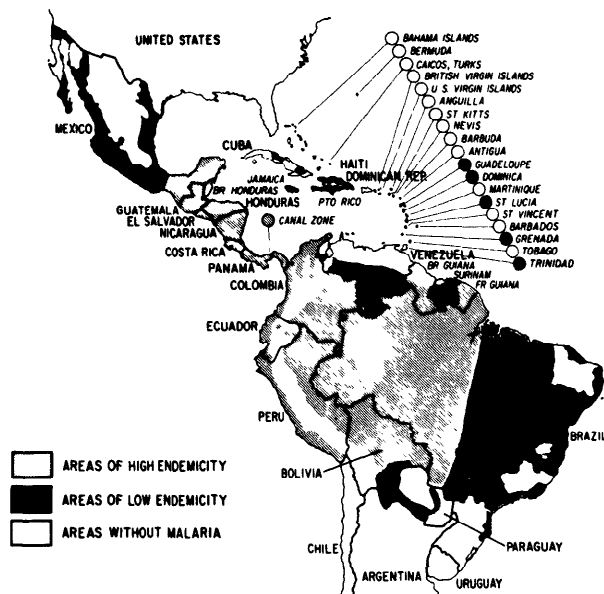 UNITED STATES
BAHAMA ISLANDS
BERMUDA
CAICOS, TURKS
BRITISH VIRGIN ISLANDS
U S. VIRGIN ISLANDS
ANGUILLA
ST KITTS
NEVIS
BARBUDA
ANTIGUA
GUADELOUPE
DOMINICA
MARTINIQUE
ST LUCIA
ST VINCENT
BARBADOS
GRENADA
TOBAGO
TRINIDAD
MEXICO
CUBA
HAITI
DOMINICAN REP.
JAMAICA
BR HONDURAS
PTO RICO
HONDURAS
CANAL ZONE
GUATEMALA
EL SALVADOR
NICARAGUA
COSTA RICA
PANAMA
COLOMBIA
VENEZUELA
BR GUIANA
SURINAM
FR GUIANA
ECUADOR
PERU
BRAZIL
BOLIVIA
CHILE
PARAGUAY
ARGENTINA
URUGUAY
AREAS OF HIGH ENDEMICITY
AREAS OF LOW ENDEMICITY
AREAS WITHOUT MALARIA